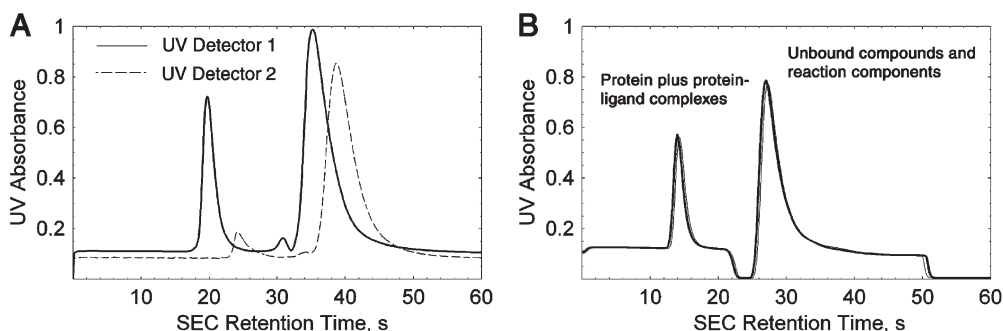 A
UV Detector 1
UV Detector 2
UV Absorbance
1
0.8
0.6
0.4
0.2
10 20 30 40 50 60
SEC Retention Time, s
B
Protein plus protein-
ligand complexes
Unbound compounds and
reaction components
UV Absorbance
1
0.8
0.6
0.4
0.2
10 20 30 40 50 60
SEC Retention Time, s